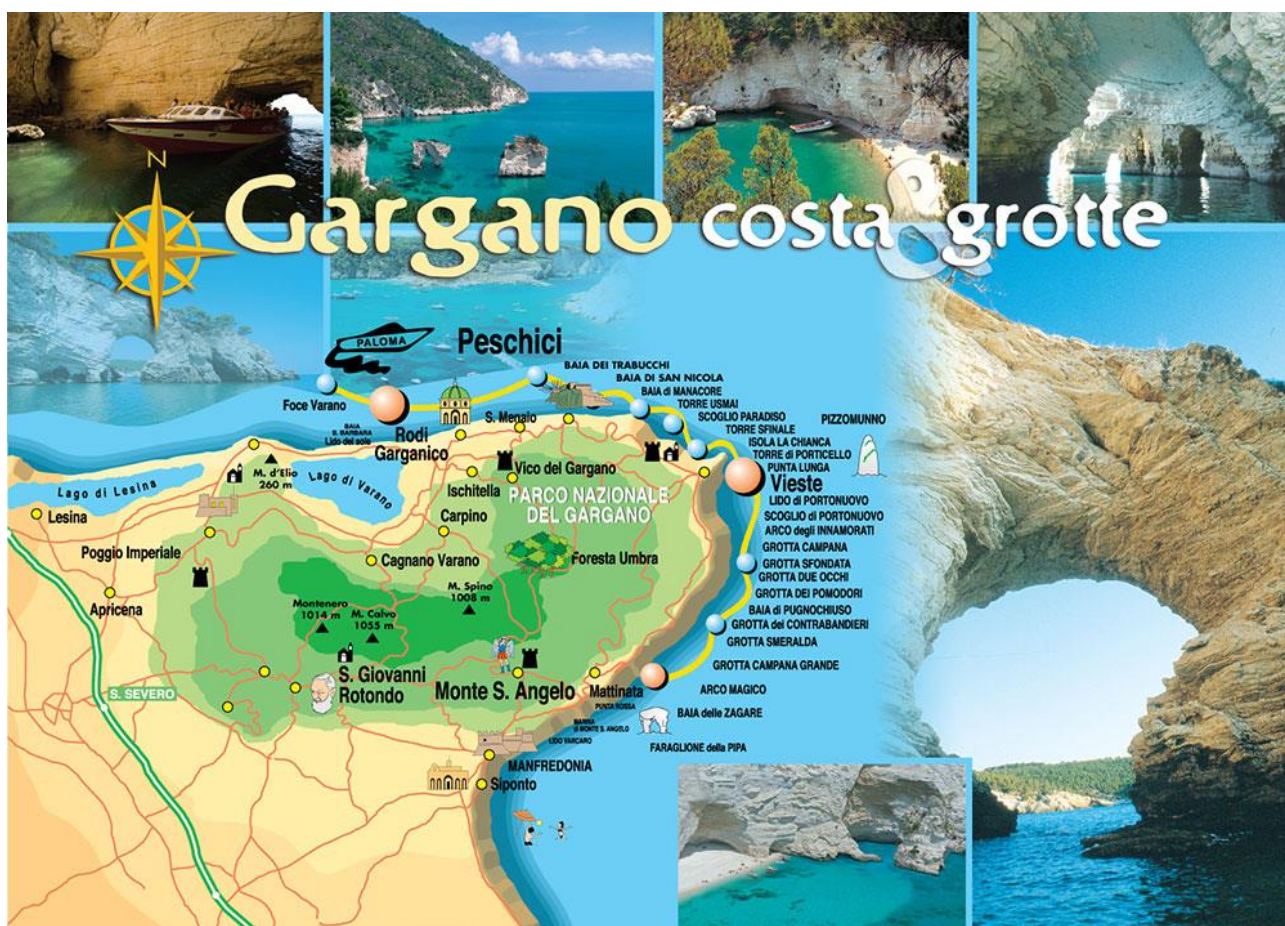 N
Gargano costa & grotte
PALOMA
Peschici
Foce Varano
BAIA DEI TRABUCCHI
BAIA DI SAN NICOLA
BAIA di MANACORE
TORRE USMAI
SCOGLIO PARADISO
TORRE SFINALE
PIZZOMUNNO
ISOLA LA CHIANCA
TORRE di PORTICELLO
PUNTA LUNGA
Vieste
BAIA
S. BARBARA
Lido del sole
Rodi
Garganico
S. Menaio
M. d'Elio
260 m
Lago di Lesina
Lago di Varano
Vico del Gargano
Ischitella
PARCO NAZIONALE
DEL GARGANO
LIDO di PORTONUOVO
SCOGLIO di PORTONUOVO
ARCO degli INNAMORATI
Lesina
Carpino
Poggio Imperiale
Cagnano Varano
Foresta Umbra
GROTTA CAMPANA
GROTTA SFONDATA
GROTTA DUE OCCHI
GROTTA DEI POMODORI
BAIA di PUGNOCHIUSO
GROTTA dei CONTRABANDIERI
GROTTA SMERALDA
GROTTA CAMPANA GRANDE
ARCO MAGICO
BAIA delle ZAGARE
FARAGLIONE della PIPA
Apricena
Montenero
1014 m
M. Calvo
1055 m
M. Spino
1008 m
S. SEVERO
S. Giovanni
Rotondo
Monte S. Angelo
Mattinata
PUNTA ROSSA
MARINA
di MONTE S. ANGELO
LIDO VARCARO
MANFREDONIA
Siponto